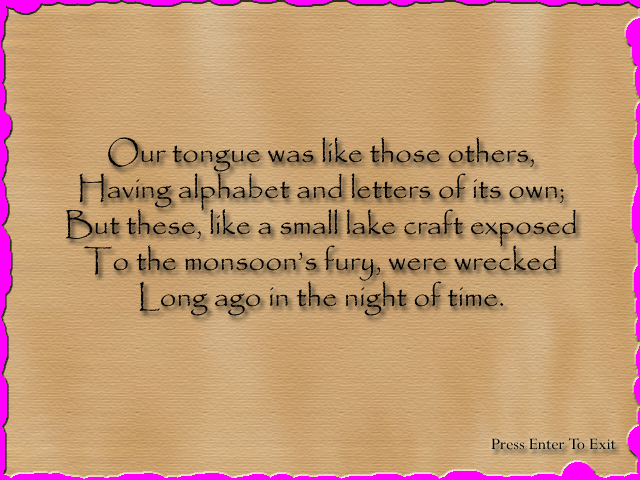 Our tongue was like those others,
Having alphabet and letters of its own;
But these, like a small lake craft exposed
To the monsoon's fury, were wrecked
Long ago in the night of time.
Press Enter To Exit